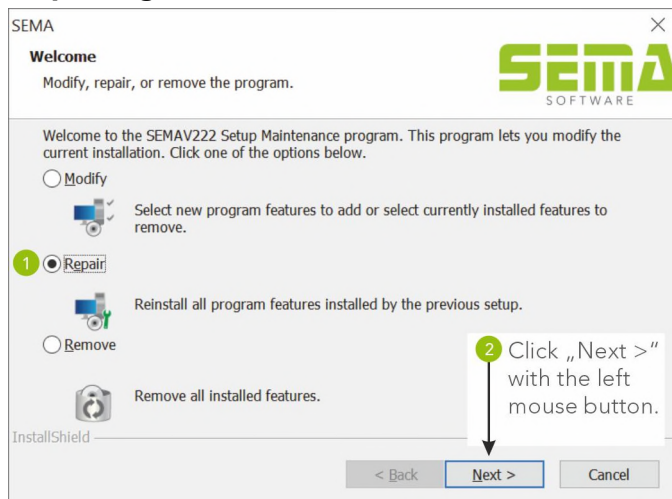 SEMA
Welcome
Modify, repair, or remove the program.
SEMA
SOFTWARE
Welcome to the SEMAV222 Setup Maintenance program. This program lets you modify the
current installation. Click one of the options below.
Modify
Select new program features to add or select currently installed features to
remove.
1 Repair
Reinstall all program features installed by the previous setup.
Remove
Remove all installed features.
2 Click „Next >“
with the left
mouse button.
InstallShield
< Back Next > Cancel